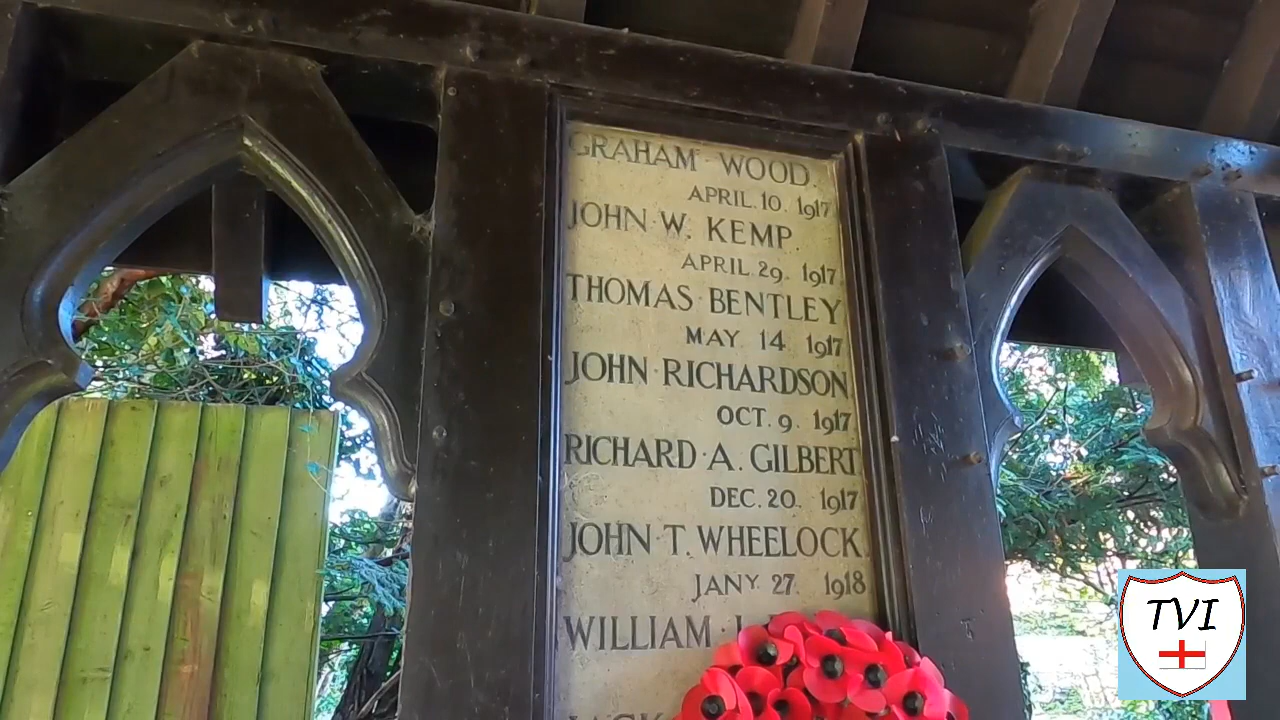 GRAHAM WOOD.
APRIL. 10. 1917
JOHN · W. KEMP
APRIL. 29. 1917
THOMAS · BENTLEY
MAY 14 1917
JOHN · RICHARDSON
OCT. 9. 1917
RICHARD · A. GILBERT
DEC. 20. 1917
JOHN · T. WHEELOCK.
JANY 27. 1918
WILLIAM ·
TVI